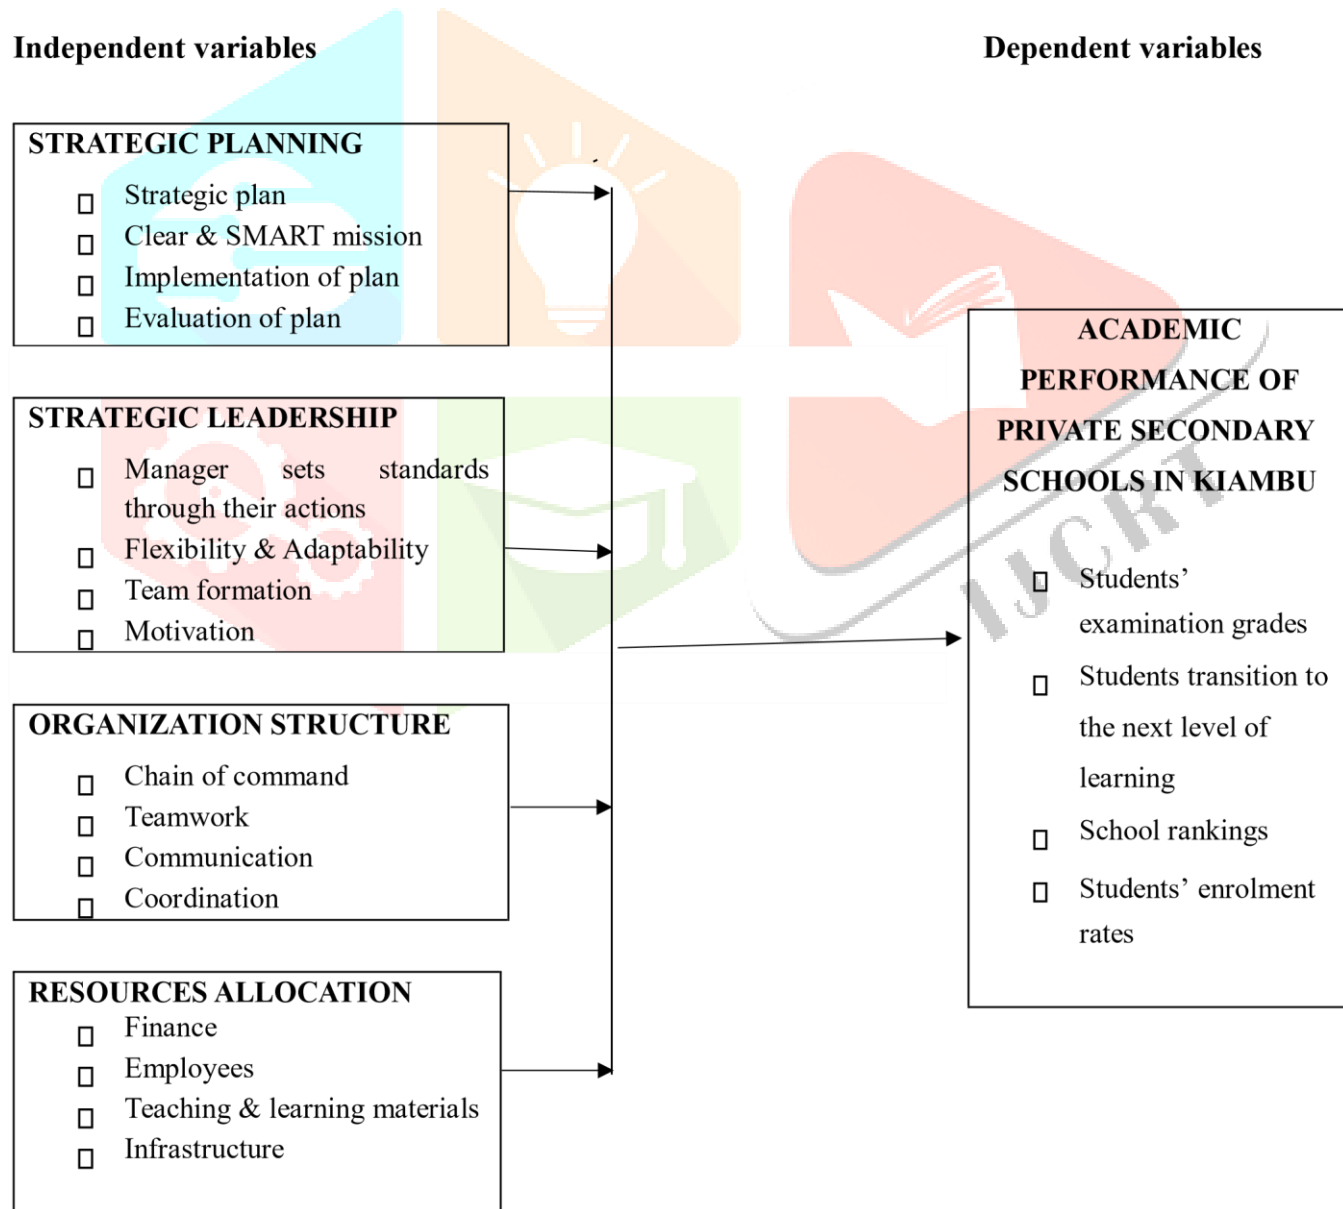 Independent variables
Dependent variables
STRATEGIC PLANNING
Strategic plan
Clear & SMART mission
Implementation of plan
Evaluation of plan
STRATEGIC LEADERSHIP
Manager sets standards
through their actions
Flexibility & Adaptability
Team formation
Motivation
ORGANIZATION STRUCTURE
Chain of command
Teamwork
Communication
Coordination
RESOURCES ALLOCATION
Finance
Employees
Teaching & learning materials
Infrastructure
ACADEMIC
PERFORMANCE OF
PRIVATE SECONDARY
SCHOOLS IN KIAMBU
Students’
examination grades
Students transition to
the next level of
learning
School rankings
Students’ enrolment
rates
IJCRT